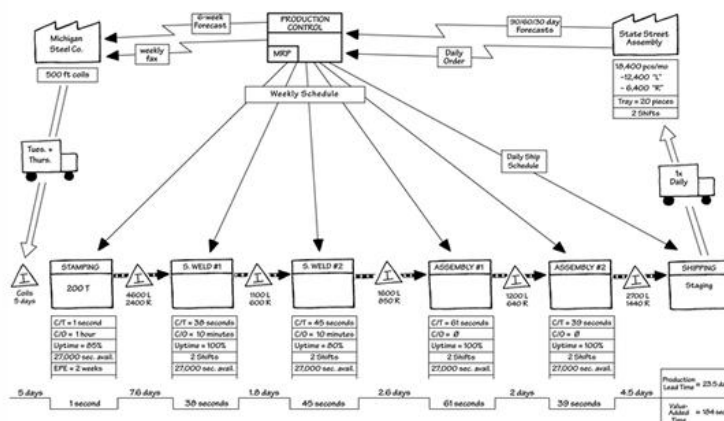 Michigan
Steel Co.
500 ft coils
6-week
Forecast
weekly
fax
PRODUCTION
CONTROL
MRP
90/60/30 day
Forecasts
Daily
Order
State Street
Assembly
18,400 pcs/mo
-12,400 "L"
- 6,400 "R"
Tray = 20 pieces
2 Shifts
Weekly Schedule
Tues. +
Thurs.
Daily Ship
Schedule
1x
Daily
I
Coils
5 days
STAMPING
200 T
C/T = 1 second
C/O = 1 hour
Uptime = 85%
27,000 sec. avail.
EPE = 2 weeks
I
4600 L
2400 R
S. WELD #1
C/T = 38 seconds
C/O = 10 minutes
Uptime = 100%
2 Shifts
27,000 sec. avail.
I
1100 L
600 R
S. WELD #2
C/T = 45 seconds
C/O = 10 minutes
Uptime = 80%
2 Shifts
27,000 sec. avail.
I
1600 L
850 R
ASSEMBLY #1
C/T = 61 seconds
C/O = Ø
Uptime = 100%
2 Shifts
27,000 sec. avail.
I
1200 L
640 R
ASSEMBLY #2
C/T = 39 seconds
C/O = Ø
Uptime = 100%
2 Shifts
27,000 sec. avail.
I
2700 L
1440 R
SHIPPING
Staging
5 days
1 second
7.6 days
38 seconds
1.8 days
45 seconds
2.6 days
61 seconds
2 days
39 seconds
4.5 days
Production
Lead Time = 23.5 d
Value-
Added = 184 sec
Time